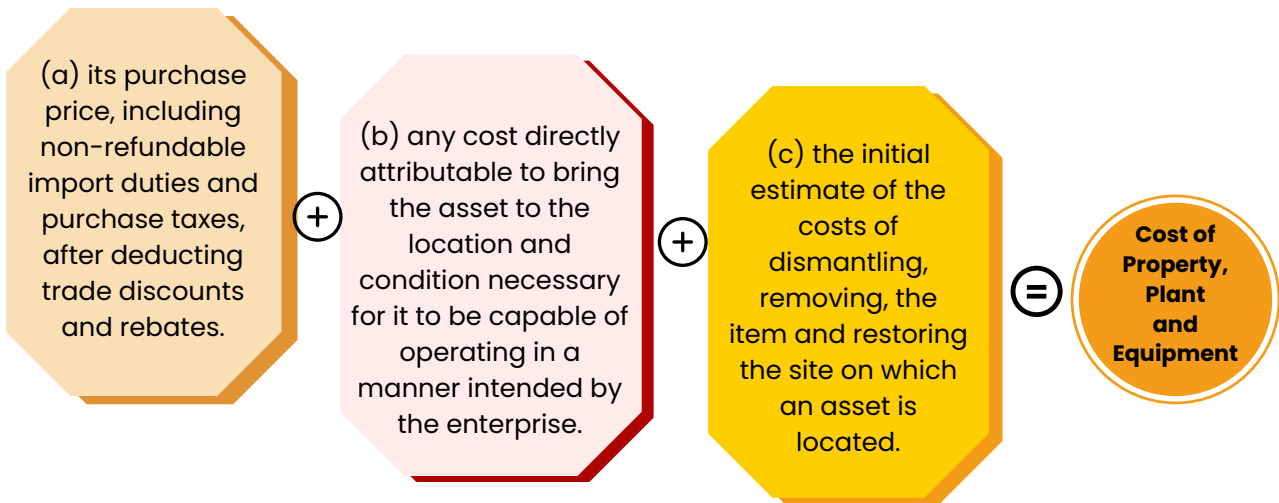 (a) its purchase
price, including
non-refundable
import duties and
purchase taxes,
after deducting
trade discounts
and rebates.
+
(b) any cost directly
attributable to bring
the asset to the
location and
condition necessary
for it to be capable of
operating in a
manner intended by
the enterprise.
+
(c) the initial
estimate of the
costs of
dismantling,
removing, the
item and restoring
the site on which
an asset is
located.
=
Cost of
Property,
Plant
and
Equipment